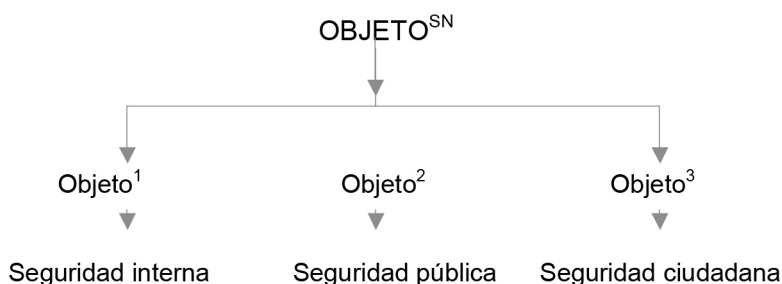 OBJETO^SN
Objeto^1 Objeto^2 Objeto^3
Seguridad interna Seguridad pública Seguridad ciudadana